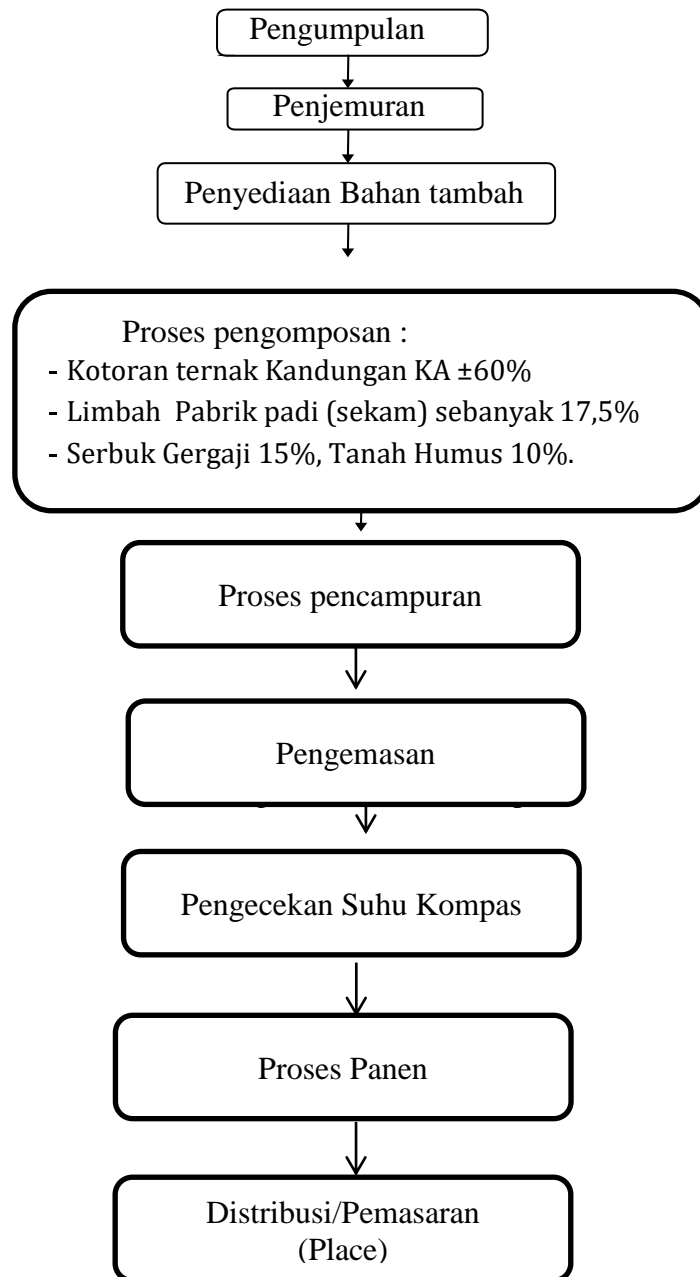 Pengumpulan
Penjemuran
Penyediaan Bahan tambah
Proses pengomposan :
- Kotoran ternak Kandungan KA ±60%
- Limbah Pabrik padi (sekam) sebanyak 17,5%
- Serbuk Gergaji 15%, Tanah Humus 10%.
Proses pencampuran
Pengemasan
Pengecekan Suhu Kompas
Proses Panen
Distribusi/Pemasaran
(Place)